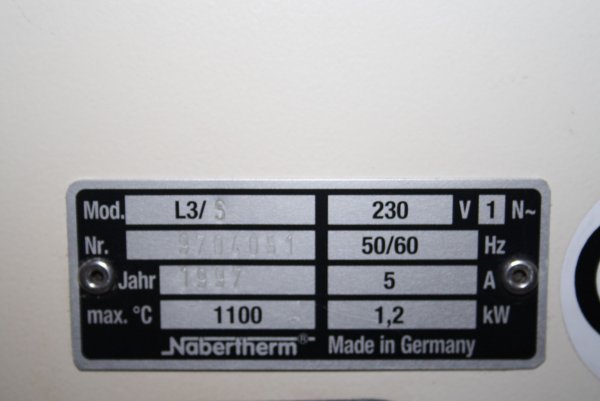 Mod. L3/ S 230 V 1 N~
Nr. 50/60 Hz
Jahr 1997 5 A
max. °C 1100 1,2 kW
Nabertherm® Made in Germany